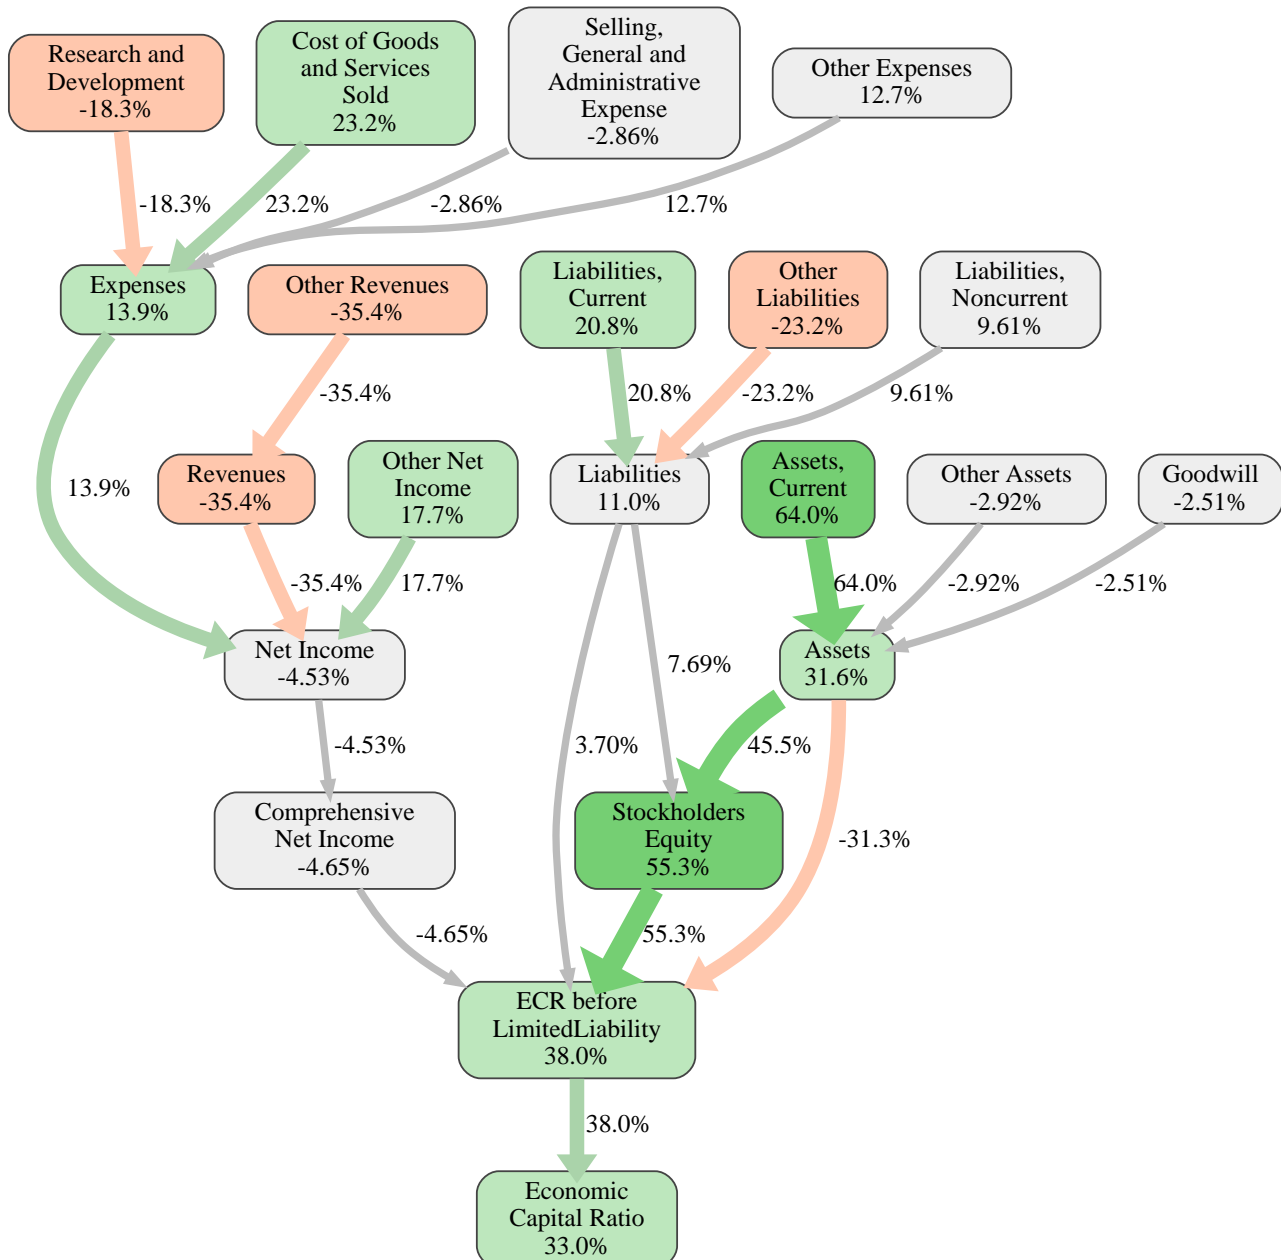 Research and
Development
-18.3%
Cost of Goods
and Services
Sold
23.2%
Selling,
General and
Administrative
Expense
-2.86%
Other Expenses
12.7%
-18.3%
23.2%
-2.86%
12.7%
Expenses
13.9%
Other Revenues
-35.4%
Liabilities,
Current
20.8%
Other
Liabilities
-23.2%
Liabilities,
Noncurrent
9.61%
-35.4%
20.8%
-23.2%
9.61%
13.9%
Revenues
-35.4%
Other Net
Income
17.7%
Liabilities
11.0%
Assets,
Current
64.0%
Other Assets
-2.92%
Goodwill
-2.51%
-35.4%
17.7%
64.0%
-2.92%
-2.51%
Net Income
-4.53%
7.69%
Assets
31.6%
-4.53%
3.70%
45.5%
Comprehensive
Net Income
-4.65%
Stockholders
Equity
55.3%
-31.3%
-4.65%
55.3%
ECR before
LimitedLiability
38.0%
38.0%
Economic
Capital Ratio
33.0%